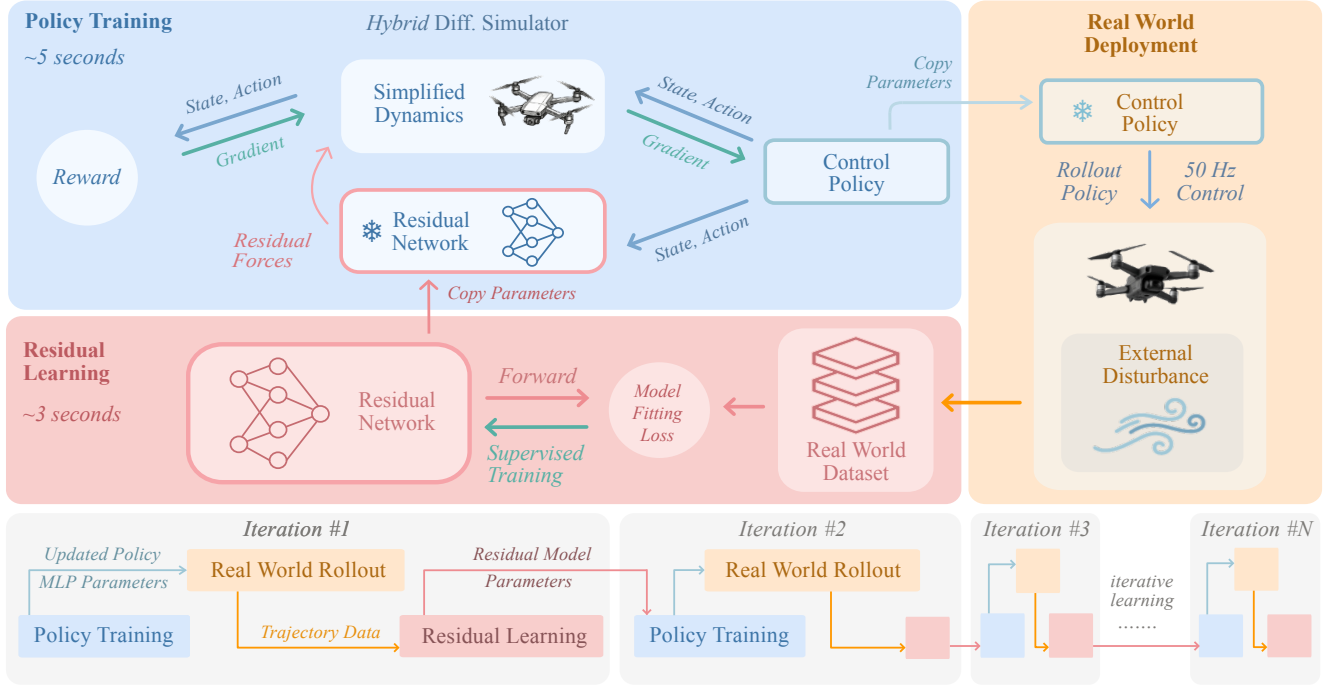 Policy Training
~5 seconds
Hybrid Diff. Simulator
Simplified
Dynamics
State, Action
Gradient
Reward
State, Action
Gradient
Control
Policy
Residual
Network
Residual
Forces
State, Action
Copy Parameters
Copy
Parameters
Real World
Deployment
Control
Policy
Rollout
Policy
50 Hz
Control
External
Disturbance
Residual
Learning
~3 seconds
Residual
Network
Forward
Supervised
Training
Model
Fitting
Loss
Real World
Dataset
Iteration #1
Updated Policy
MLP Parameters
Real World Rollout
Residual Model
Parameters
Policy Training
Trajectory Data
Residual Learning
Iteration #2
Real World Rollout
Policy Training
Iteration #3
iterative
learning
.......
Iteration #N